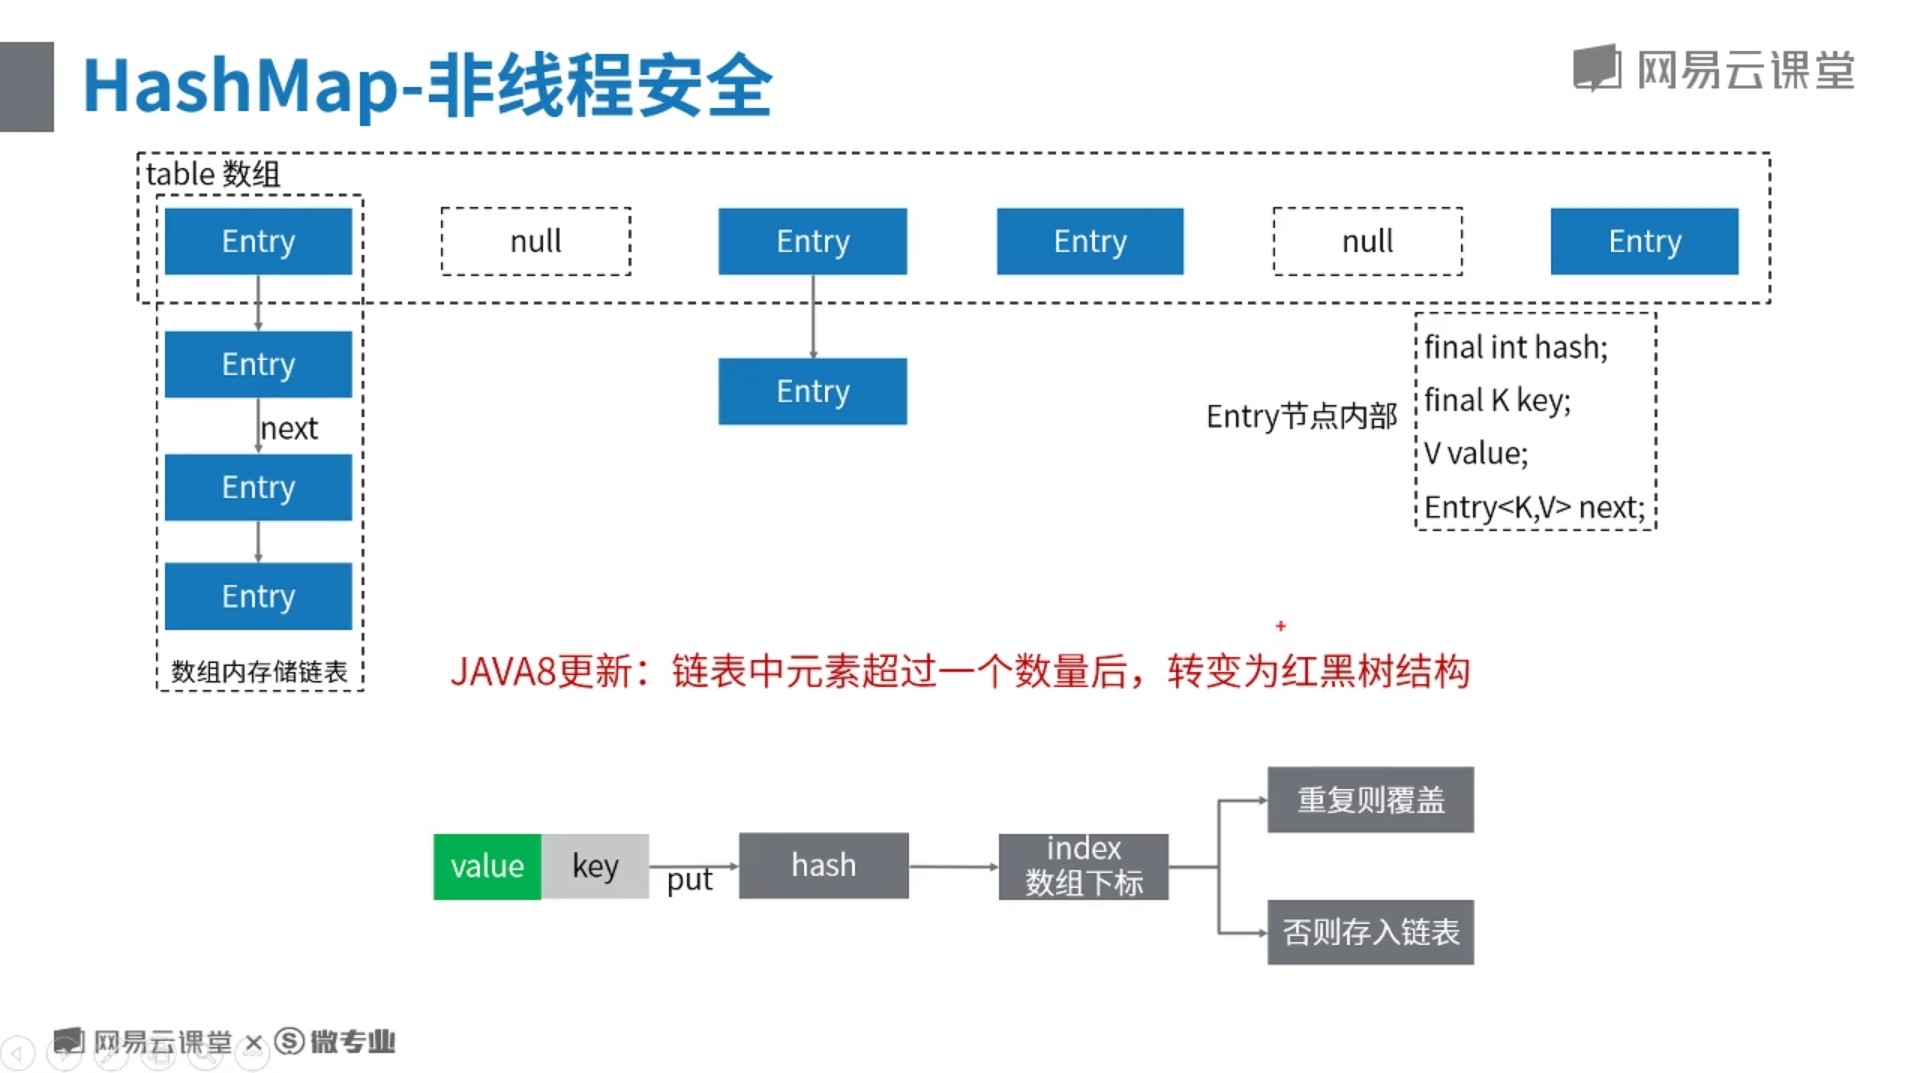 HashMap-非线程安全
网易云课堂
table 数组
Entry
null
Entry
Entry
null
Entry
Entry
next
Entry
Entry
数组内存储链表
Entry
Entry节点内部
final int hash;
final K key;
V value;
Entry<K,V> next;
JAVA8更新：链表中元素超过一个数量后，转变为红黑树结构
value
key
put
hash
index
数组下标
重复则覆盖
否则存入链表
网易云课堂 × 微专业